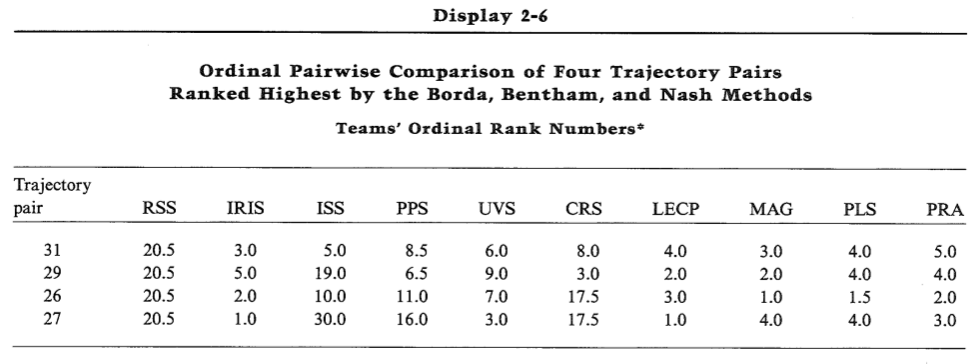 Display 2-6
Ordinal Pairwise Comparison of Four Trajectory Pairs
Ranked Highest by the Borda, Bentham, and Nash Methods
Teams' Ordinal Rank Numbers*
Trajectory
pair RSS IRIS ISS PPS UVS CRS LECP MAG PLS PRA
31 20.5 3.0 5.0 8.5 6.0 8.0 4.0 3.0 4.0 5.0
29 20.5 5.0 19.0 6.5 9.0 3.0 2.0 2.0 4.0 4.0
26 20.5 2.0 10.0 11.0 7.0 17.5 3.0 1.0 1.5 2.0
27 20.5 1.0 30.0 16.0 3.0 17.5 1.0 4.0 4.0 3.0